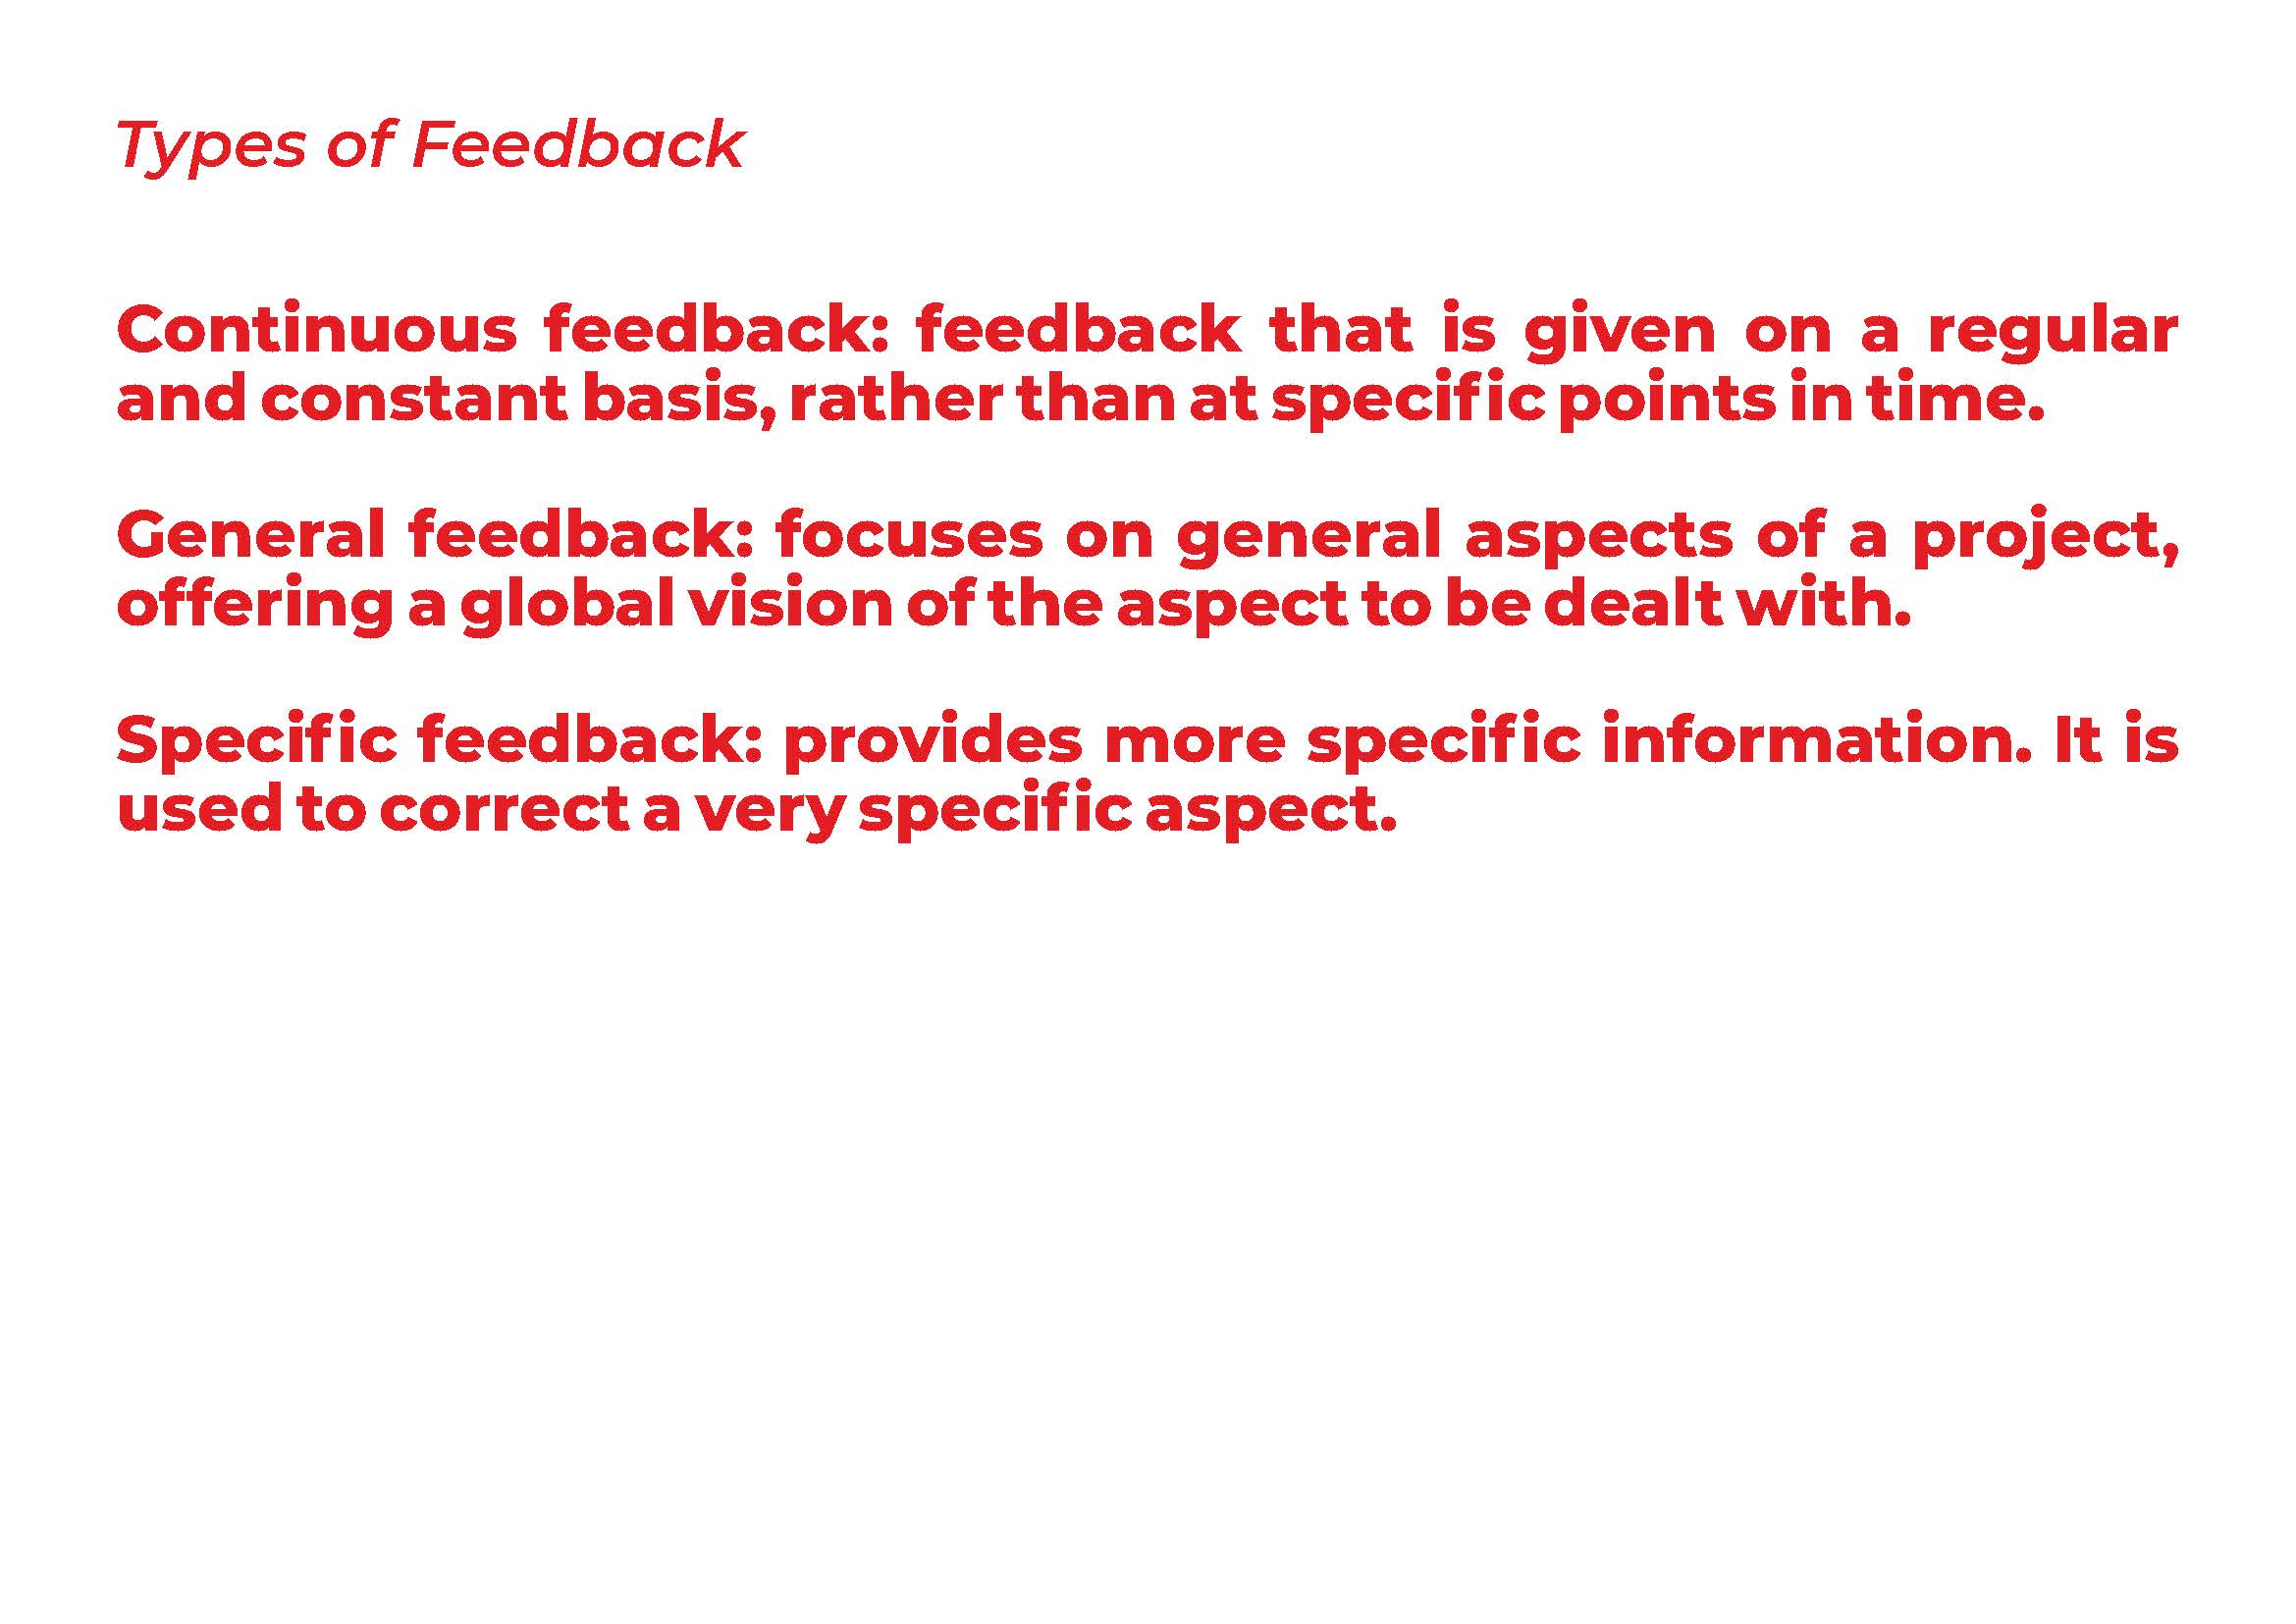 Types of Feedback
Continuous feedback: feedback that is given on a regular
and constant basis, rather than at specific points in time.
General feedback: focuses on general aspects of a project,
offering a global vision of the aspect to be dealt with.
Specific feedback: provides more specific information. It is
used to correct a very specific aspect.